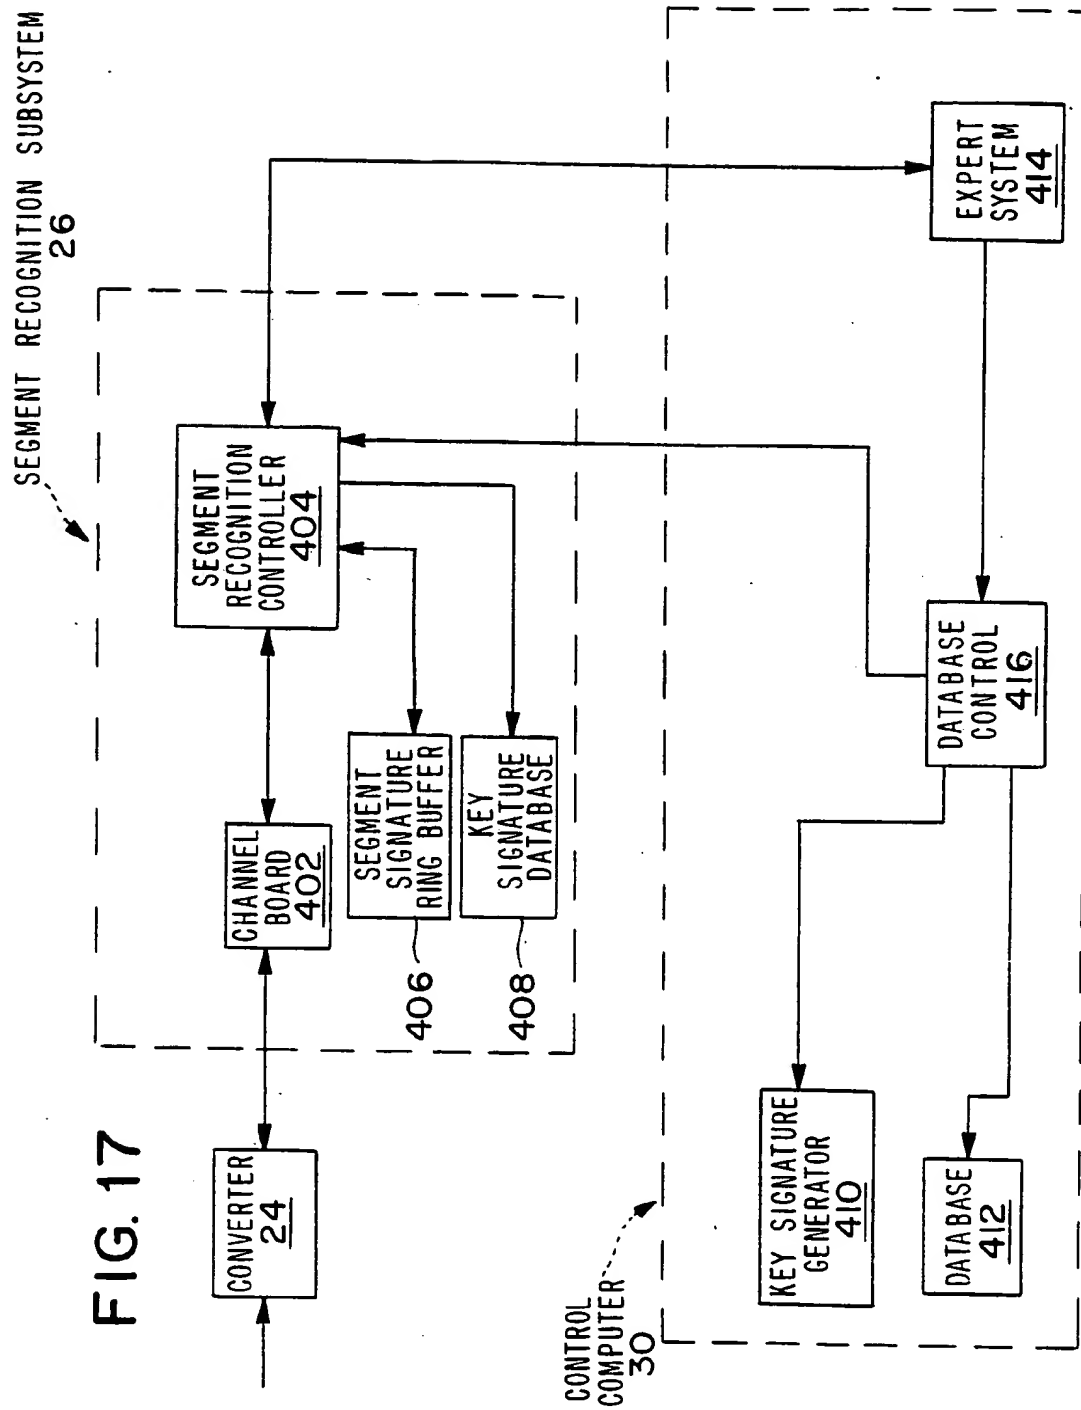 FIG. 17
SEGMENT RECOGNITION SUBSYSTEM
26
CONVERTER
24
CHANNEL
BOARD
402
SEGMENT
RECOGNITION
CONTROLLER
404
SEGMENT
SIGNATURE
RING BUFFER
406
KEY
SIGNATURE
DATABASE
408
CONTROL
COMPUTER
30
KEY SIGNATURE
GENERATOR
410
DATABASE
412
DATABASE
CONTROL
416
EXPERT
SYSTEM
414